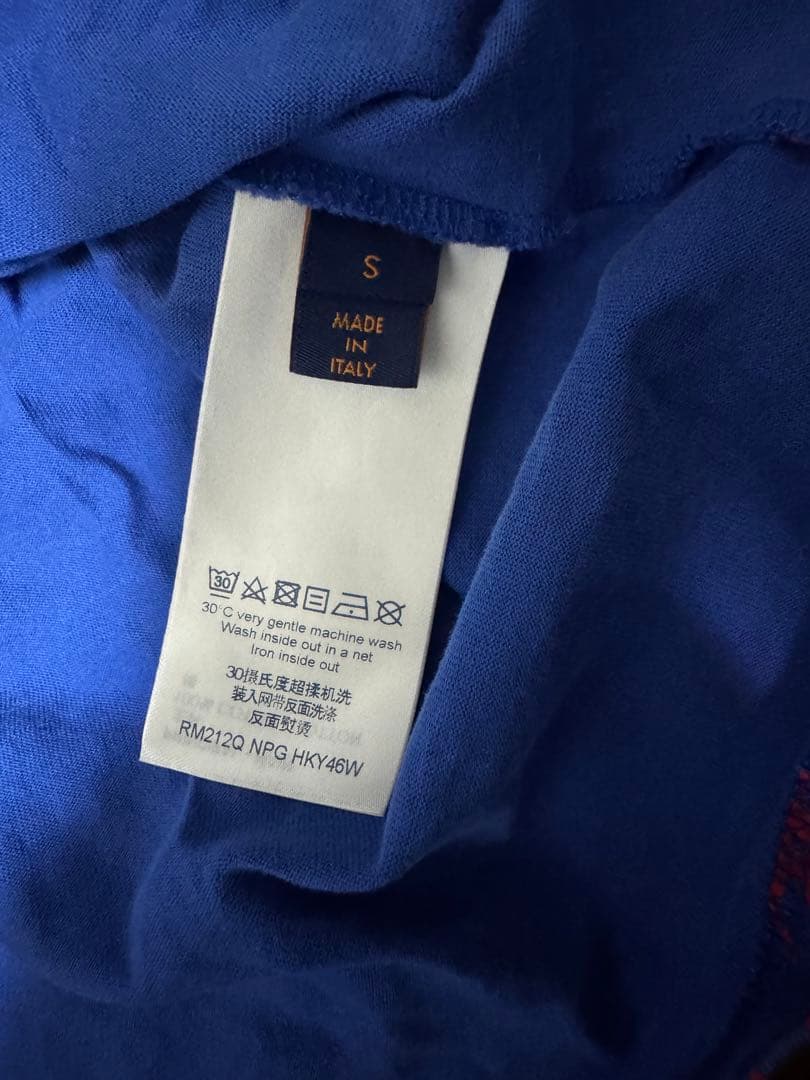 S
MADE
IN
ITALY
30
30°C very gentle machine wash
Wash inside out in a net
Iron inside out
30摄氏度超揉机洗
装入网带反面洗涤
反面熨烫
RM212Q NPG HKY46W